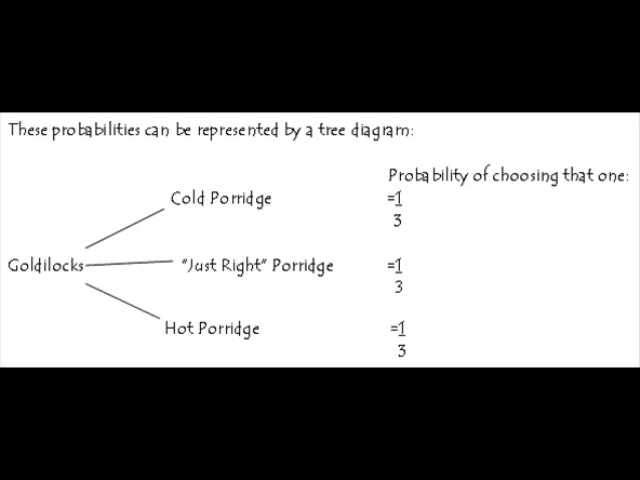 These probabilities can be represented by a tree diagram:
Probability of choosing that one:
Cold Porridge =1
3
Goldilocks "Just Right" Porridge =1
3
Hot Porridge =1
3